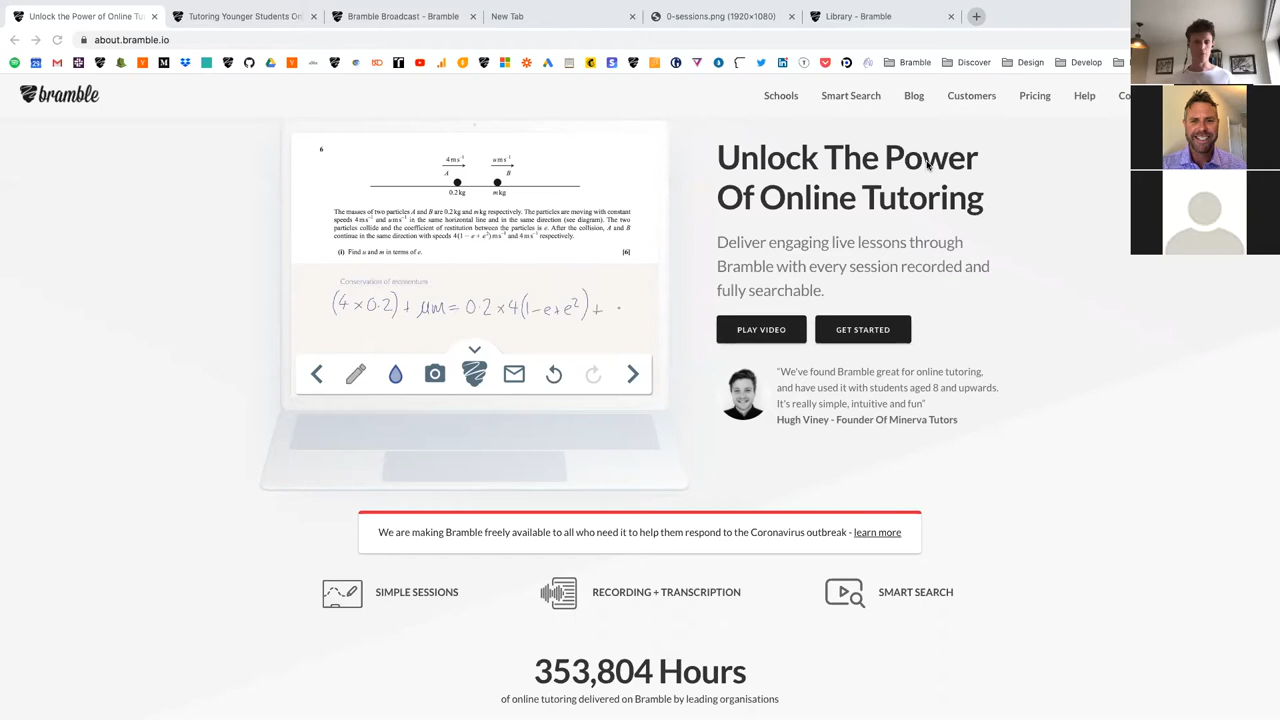 Unlock the Power of Online Tu
Tutoring Younger Students On
Bramble Broadcast - Bramble
New Tab
0-sessions.png (1920×1080)
Library - Bramble
about.bramble.io
Bramble
Discover
Design
Develop
bramble
Schools
Smart Search
Blog
Customers
Pricing
Help
Co
6
4 m s⁻¹
u m s⁻¹
A
B
0.2 kg
m kg
The masses of two particles A and B are 0.2 kg and m kg respectively. The particles are moving with constant
speeds 4 m s⁻¹ and u m s⁻¹ in the same horizontal line and in the same direction (see diagram). The two
particles collide and the coefficient of restitution between the particles is e. After the collision, A and B
continue in the same direction with speeds 4(1 − e + e²) m s⁻¹ and 4 m s⁻¹ respectively.
(i) Find u and m in terms of e.
[6]
Conservation of momentum
(4 × 0.2) + um = 0.2 × 4(1 − e + e²) +
Unlock The Power
Of Online Tutoring
Deliver engaging live lessons through
Bramble with every session recorded and
fully searchable.
PLAY VIDEO
GET STARTED
“We've found Bramble great for online tutoring,
and have used it with students aged 8 and upwards.
It's really simple, intuitive and fun”
Hugh Viney - Founder Of Minerva Tutors
We are making Bramble freely available to all who need it to help them respond to the Coronavirus outbreak - learn more
SIMPLE SESSIONS
RECORDING + TRANSCRIPTION
SMART SEARCH
353,804 Hours
of online tutoring delivered on Bramble by leading organisations